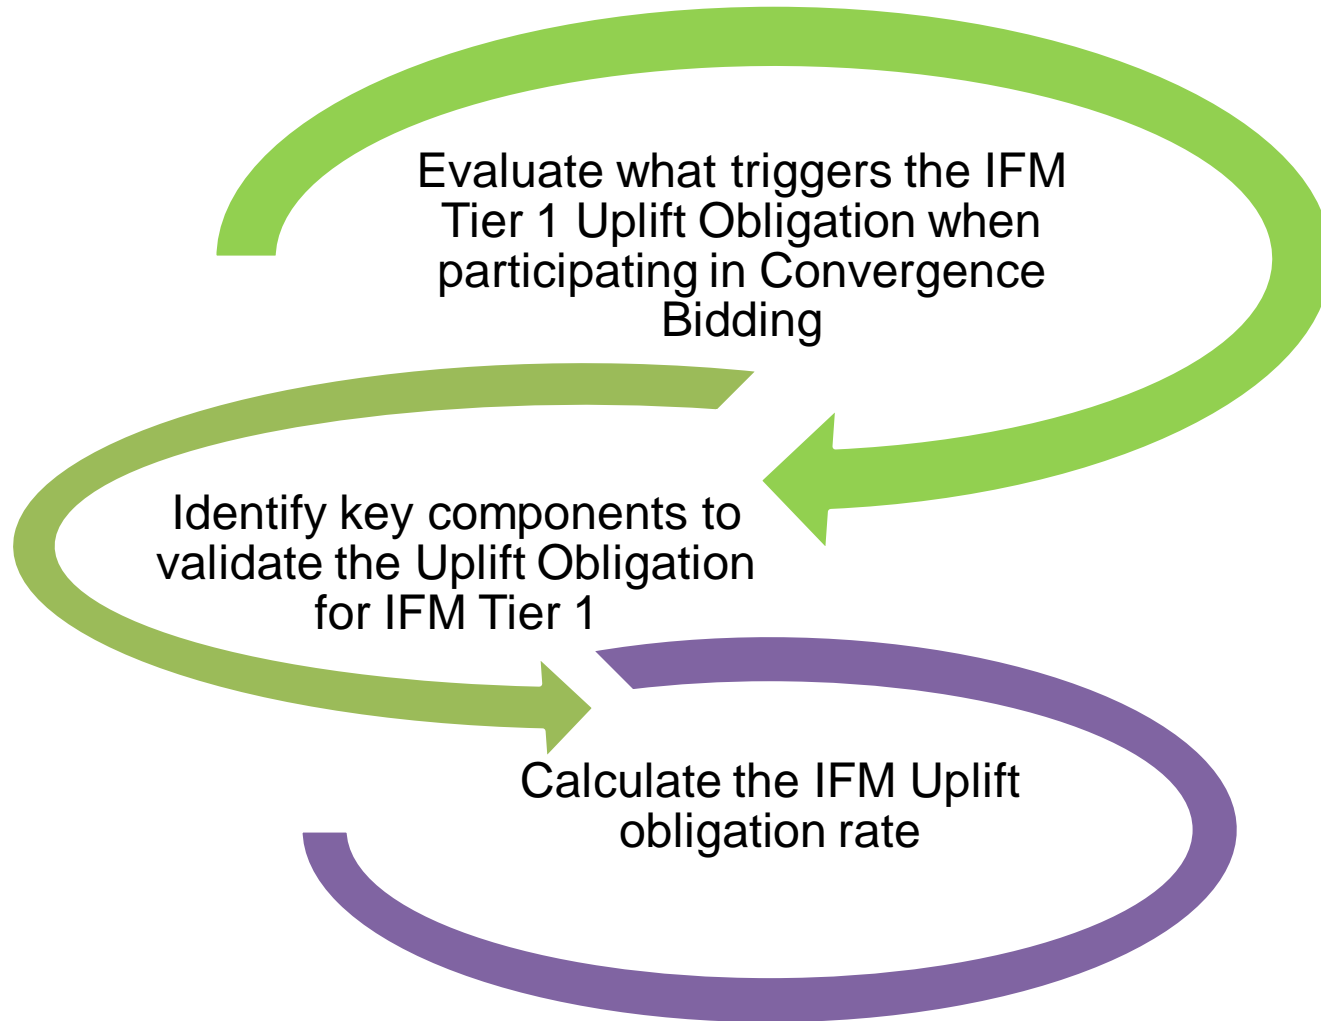 Evaluate what triggers the IFM
Tier 1 Uplift Obligation when
participating in Convergence
Bidding
Identify key components to
validate the Uplift Obligation
for IFM Tier 1
Calculate the IFM Uplift
obligation rate